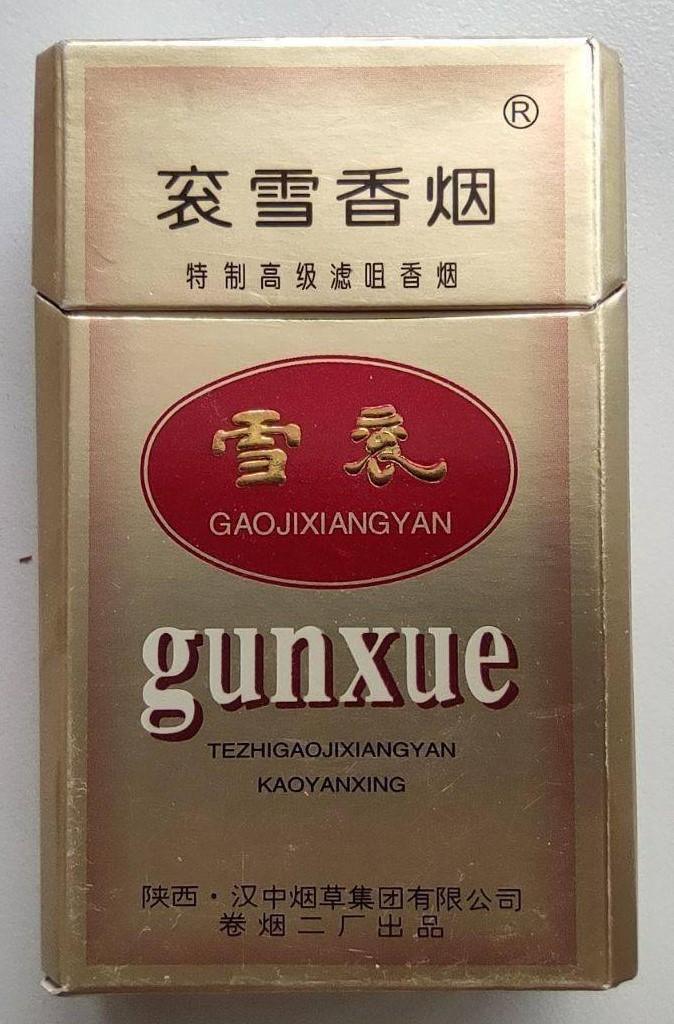 ®
衮雪香烟
特制高级滤咀香烟
雪衮
GAOJIXIANGYAN
gunxue
TEZHIGAOJIXIANGYAN
KAOYANXING
陕西·汉中烟草集团有限公司
卷烟二厂出品